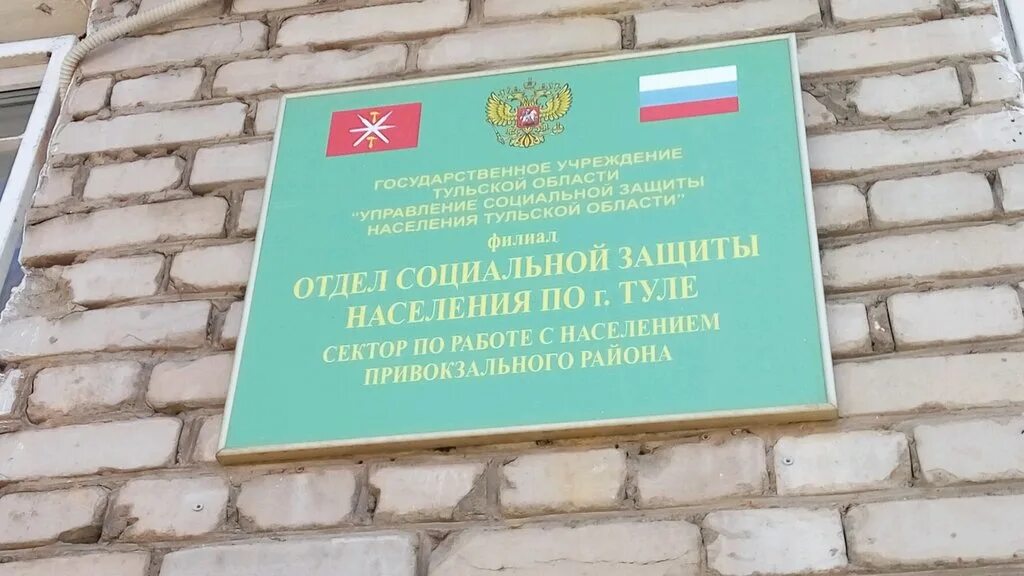 ГОСУДАРСТВЕННОЕ УЧРЕЖДЕНИЕ
ТУЛЬСКОЙ ОБЛАСТИ
"УПРАВЛЕНИЕ СОЦИАЛЬНОЙ ЗАЩИТЫ
НАСЕЛЕНИЯ ТУЛЬСКОЙ ОБЛАСТИ"
филиал
ОТДЕЛ СОЦИАЛЬНОЙ ЗАЩИТЫ
НАСЕЛЕНИЯ ПО г. ТУЛЕ
СЕКТОР ПО РАБОТЕ С НАСЕЛЕНИЕМ
ПРИВОКЗАЛЬНОГО РАЙОНА